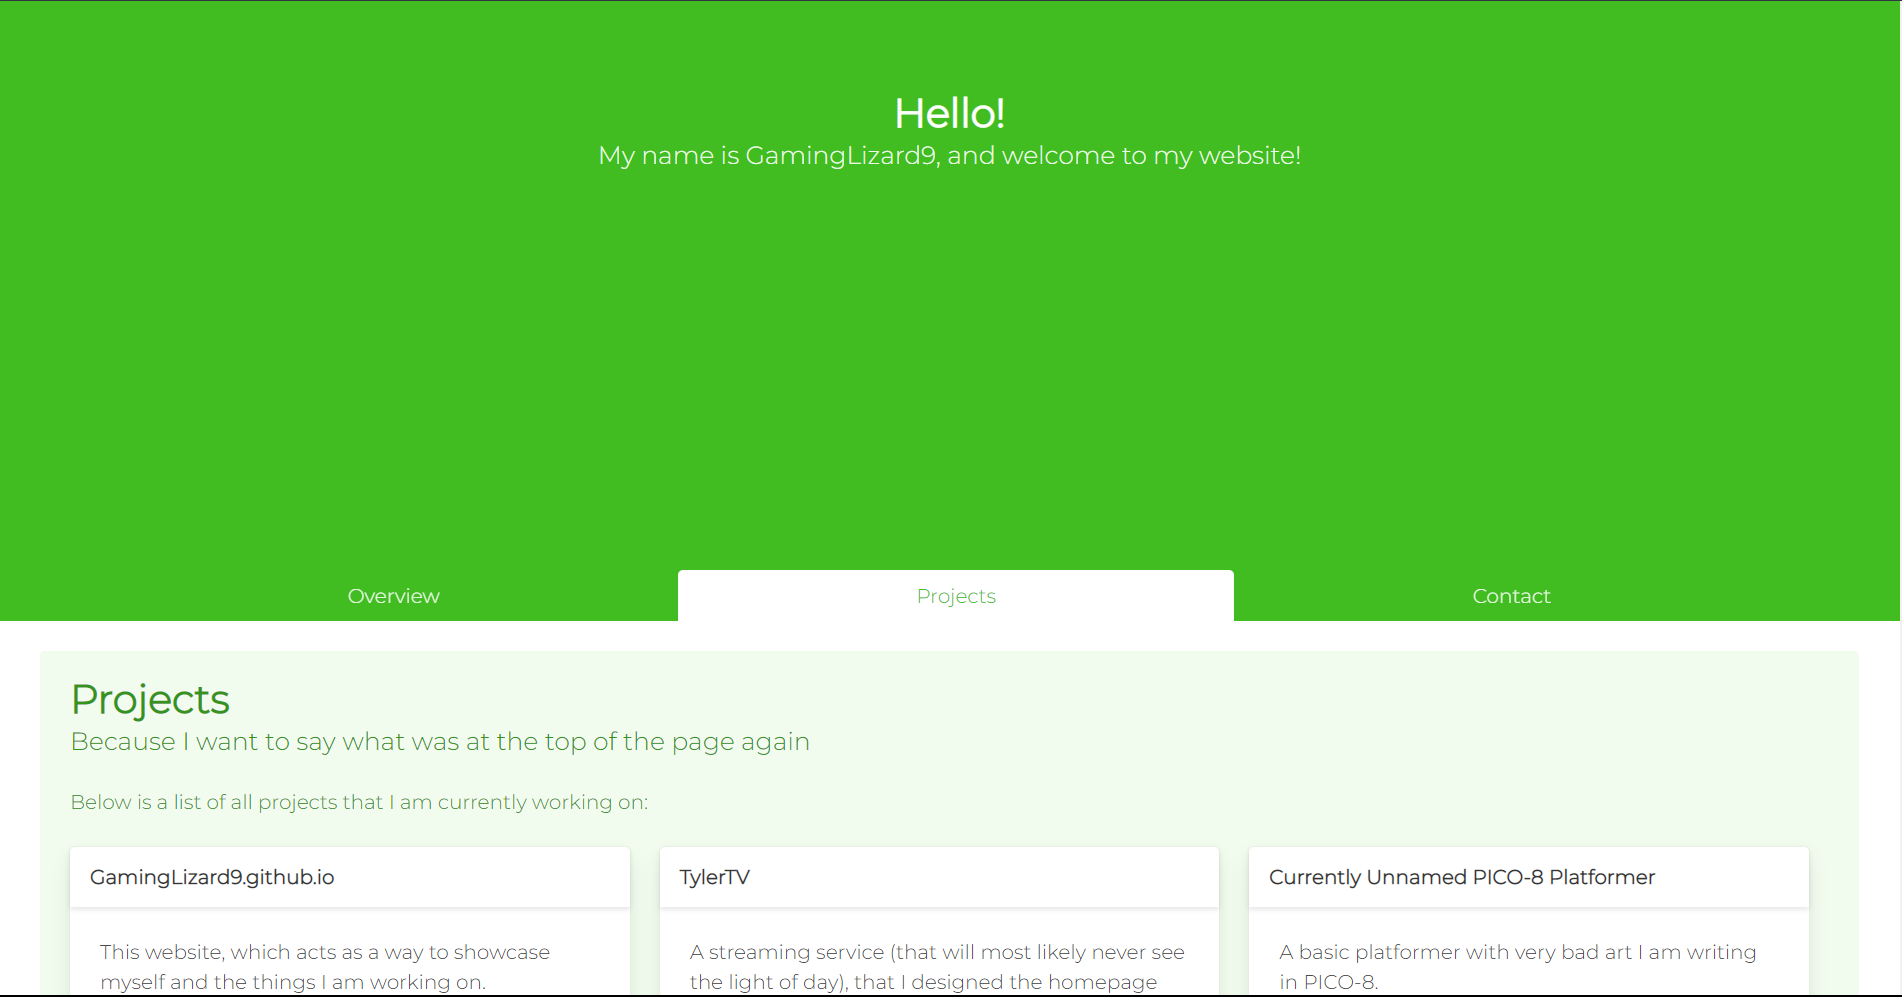 Hello!
My name is GamingLizard9, and welcome to my website!
Overview
Projects
Contact
Projects
Because I want to say what was at the top of the page again
Below is a list of all projects that I am currently working on:
GamingLizard9.github.io
This website, which acts as a way to showcase
myself and the things I am working on.
TylerTV
A streaming service (that will most likely never see
the light of day), that I designed the homepage
Currently Unnamed PICO-8 Platformer
A basic platformer with very bad art I am writing
in PICO-8.